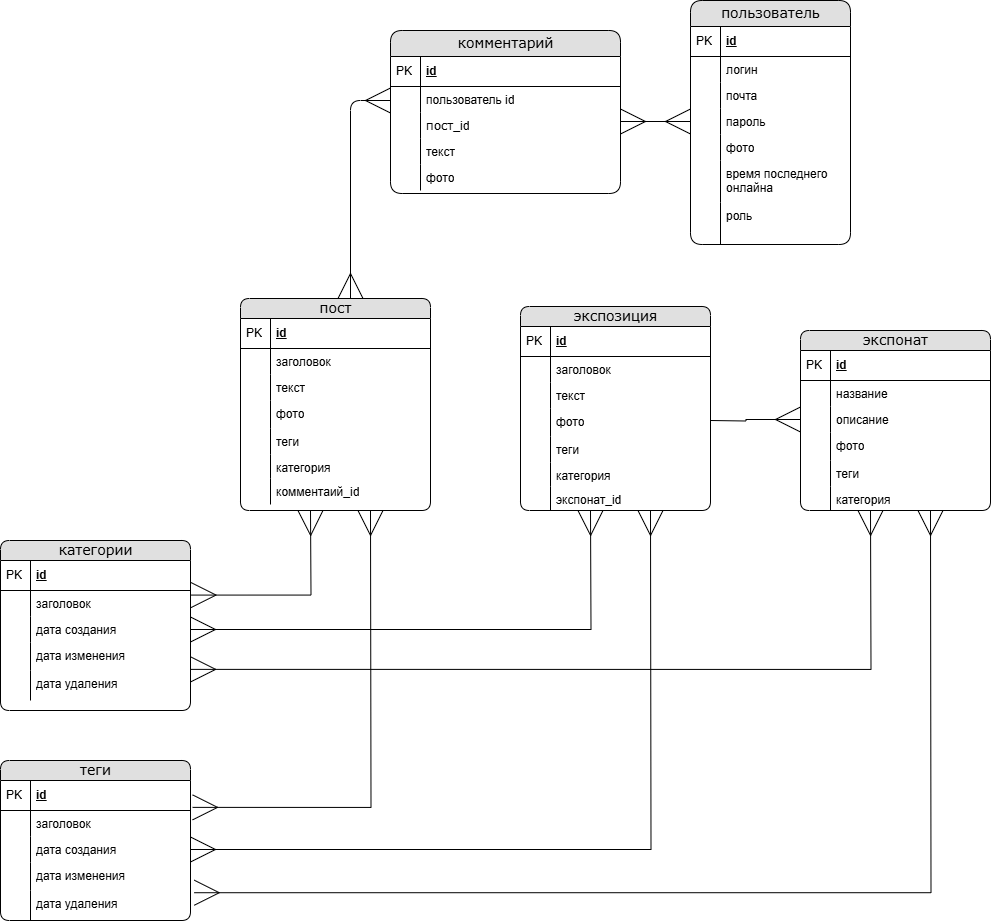 пользователь
PK id
логин
почта
пароль
фото
время последнего
онлайна
роль
комментарий
PK id
пользователь id
пост_id
текст
фото
пост
PK id
заголовок
текст
фото
теги
категория
комментаий_id
экспозиция
PK id
заголовок
текст
фото
теги
категория
экспонат_id
экспонат
PK id
название
описание
фото
теги
категория
категории
PK id
заголовок
дата создания
дата изменения
дата удаления
теги
PK id
заголовок
дата создания
дата изменения
дата удаления